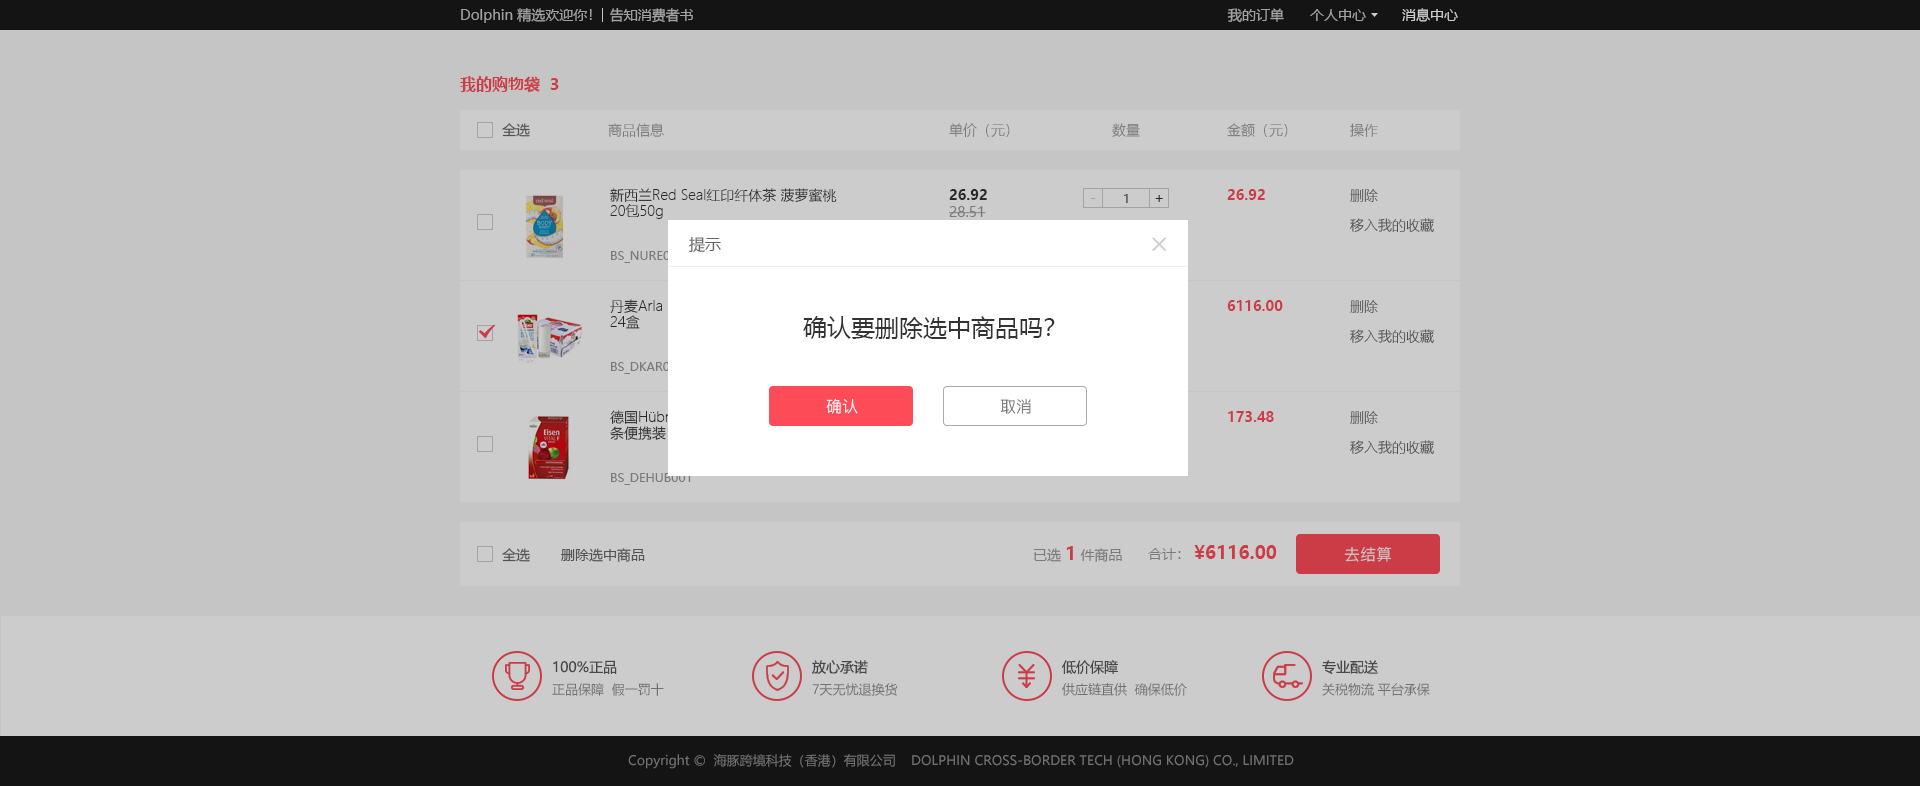 Dolphin 精选欢迎你！| 告知消费者书
我的订单 个人中心 消息中心
我的购物袋 3
全选 商品信息 单价（元） 数量 金额（元） 操作
新西兰Red Seal红印纤体茶 菠萝蜜桃 26.92 - 1 + 26.92 删除
20包50g 28.51
移入我的收藏
提示
BS_NURE0
丹麦Arla 6116.00 删除
24盒
确认要删除选中商品吗？
移入我的收藏
BS_DKAR0
确认 取消
Eisen
德国Hübr 173.48 删除
条便携装
移入我的收藏
BS_DEHUB001
全选 删除选中商品 已选 1 件商品 合计： ¥6116.00 去结算
100%正品
正品保障 假一罚十
放心承诺
7天无忧退换货
低价保障
供应链直供 确保低价
专业配送
关税物流 平台承保
Copyright © 海豚跨境科技（香港）有限公司 DOLPHIN CROSS-BORDER TECH (HONG KONG) CO., LIMITED